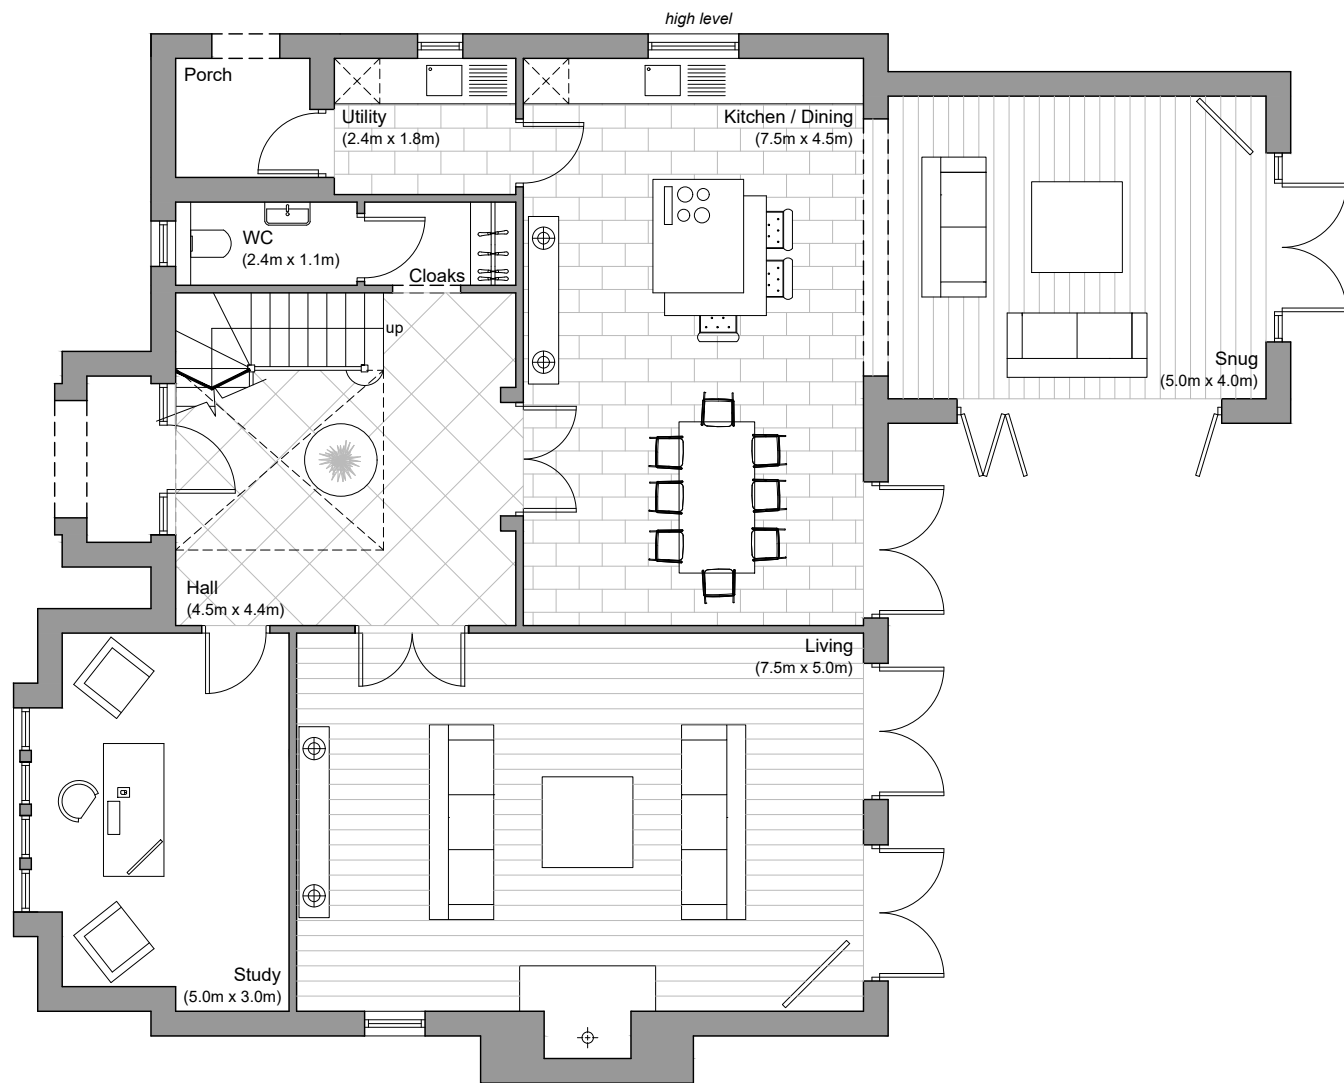 high level
Porch
Utility
(2.4m x 1.8m)
Kitchen / Dining
(7.5m x 4.5m)
WC
(2.4m x 1.1m)
Cloaks
up
Snug
(5.0m x 4.0m)
Hall
(4.5m x 4.4m)
Living
(7.5m x 5.0m)
Study
(5.0m x 3.0m)